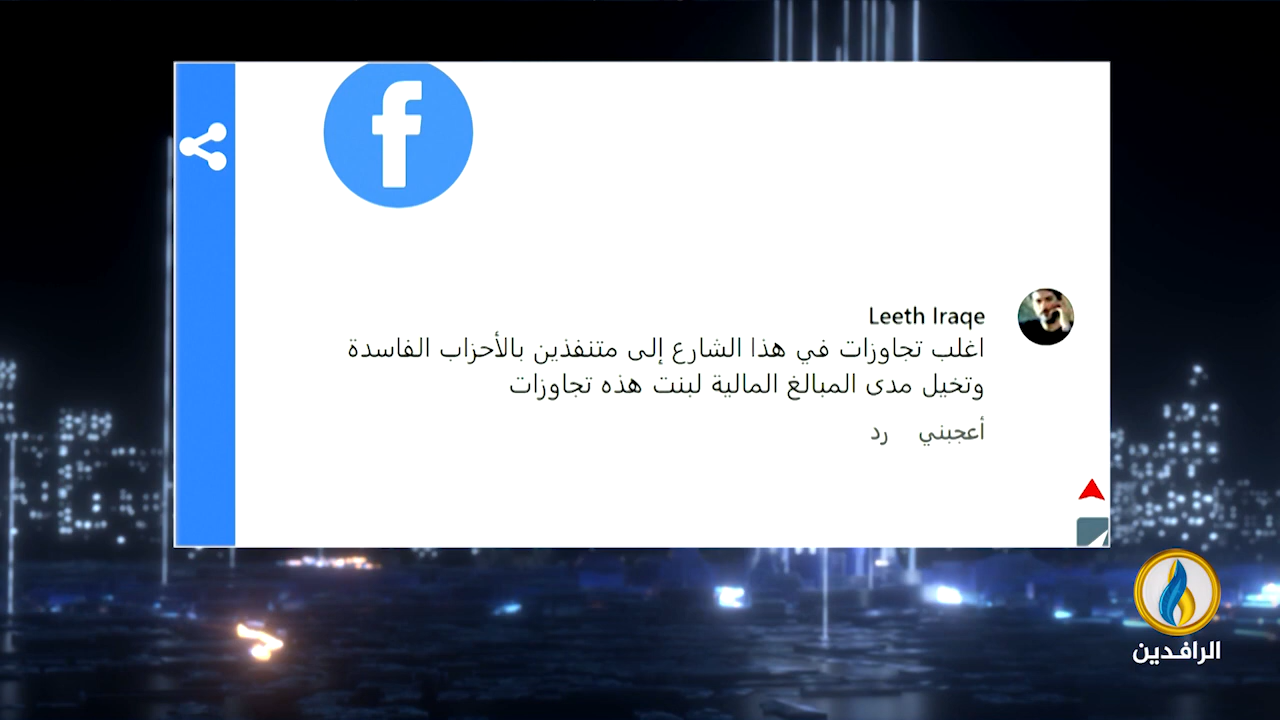 Leeth Iraqe
اغلب تجاوزات في هذا الشارع إلى متنفذين بالأحزاب الفاسدة
وتخيل مدى المبالغ المالية لبنت هذه تجاوزات
أعجبني رد
الرافدين